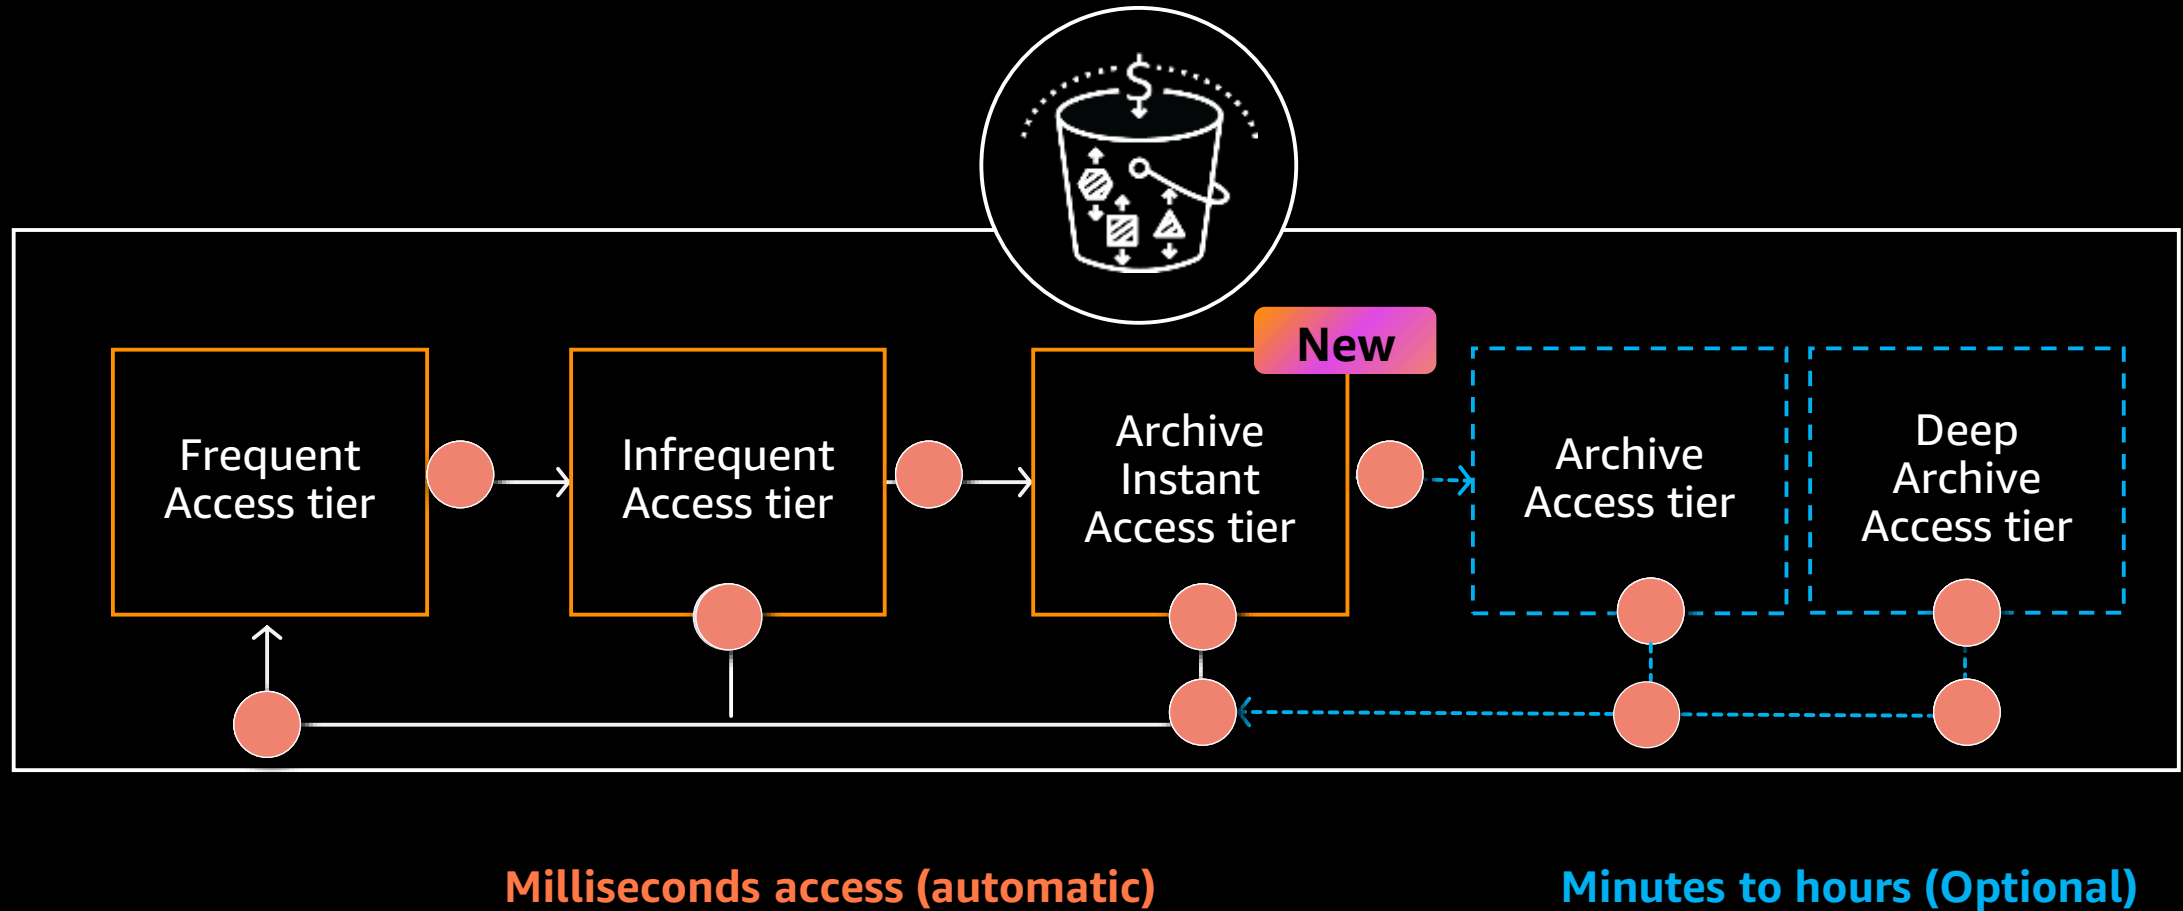 $
New
Frequent
Access tier
Infrequent
Access tier
Archive
Instant
Access tier
Archive
Access tier
Deep
Archive
Access tier
Milliseconds access (automatic)
Minutes to hours (Optional)